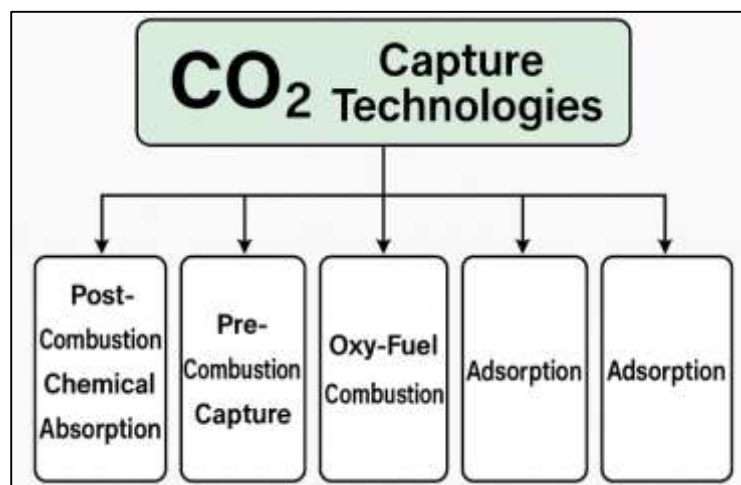 CO₂ Capture
Technologies
Post-
Combustion
Chemical
Absorption
Pre-
Combustion
Capture
Oxy-Fuel
Combustion
Adsorption
Adsorption